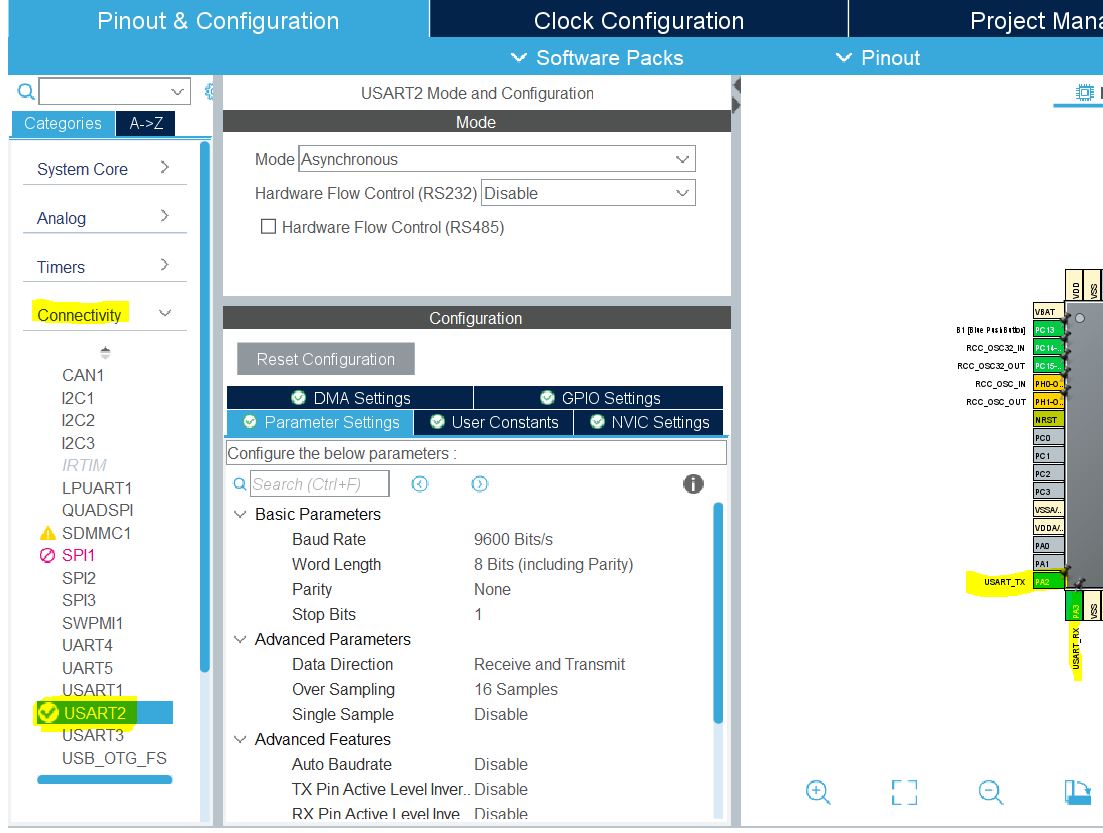 Pinout & Configuration
Clock Configuration
Project Mana
Software Packs
Pinout
Categories
A->Z
System Core
Analog
Timers
Connectivity
CAN1
I2C1
I2C2
I2C3
IRTIM
LPUART1
QUADSPI
SDMMC1
SPI1
SPI2
SPI3
SWPMI1
UART4
UART5
USART1
USART2
USART3
USB_OTG_FS
USART2 Mode and Configuration
Mode
Mode Asynchronous
Hardware Flow Control (RS232) Disable
Hardware Flow Control (RS485)
Configuration
Reset Configuration
DMA Settings
GPIO Settings
Parameter Settings
User Constants
NVIC Settings
Configure the below parameters :
Search (Ctrl+F)
Basic Parameters
Baud Rate 9600 Bits/s
Word Length 8 Bits (including Parity)
Parity None
Stop Bits 1
Advanced Parameters
Data Direction Receive and Transmit
Over Sampling 16 Samples
Single Sample Disable
Advanced Features
Auto Baudrate Disable
TX Pin Active Level Inver.. Disable
RX Pin Active Level Inve Disable
VDD
VSS
VBAT
B1 [Blue PushButton] PC13
RCC_OSC32_IN PC14-..
RCC_OSC32_OUT PC15-..
RCC_OSC_IN PH0-O..
RCC_OSC_OUT PH1-O..
NRST
PC0
PC1
PC2
PC3
VSSA/..
VDDA/..
PA0
PA1
USART_TX PA2
PA3
VSS
USART_RX